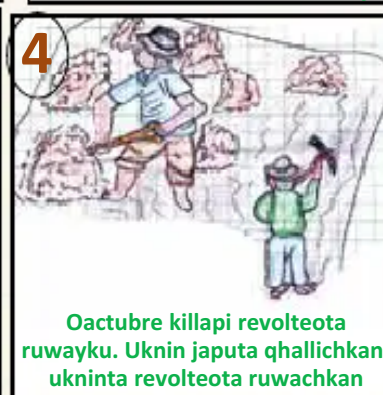 4
Oactubre killapi revolteota
ruwayku. Uknin japuta qhallichkan
ukninta revolteota ruwachkan